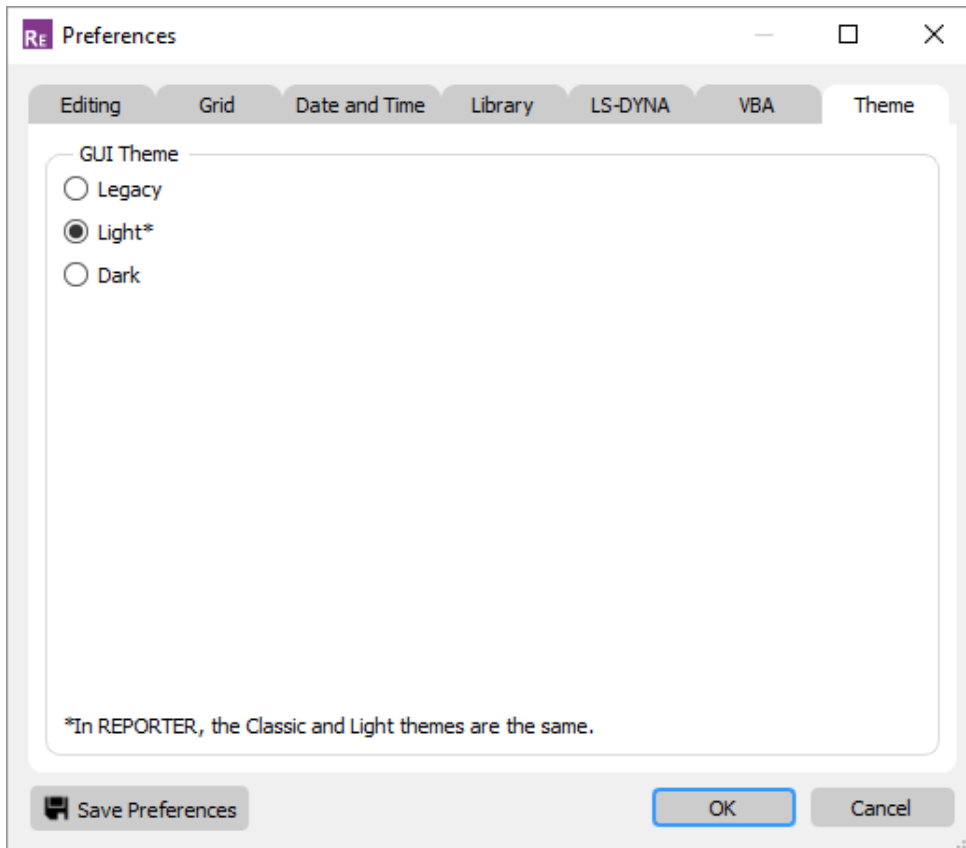 RE Preferences
Editing Grid Date and Time Library LS-DYNA VBA Theme
GUI Theme
Legacy
Light*
Dark
*In REPORTER, the Classic and Light themes are the same.
Save Preferences OK Cancel